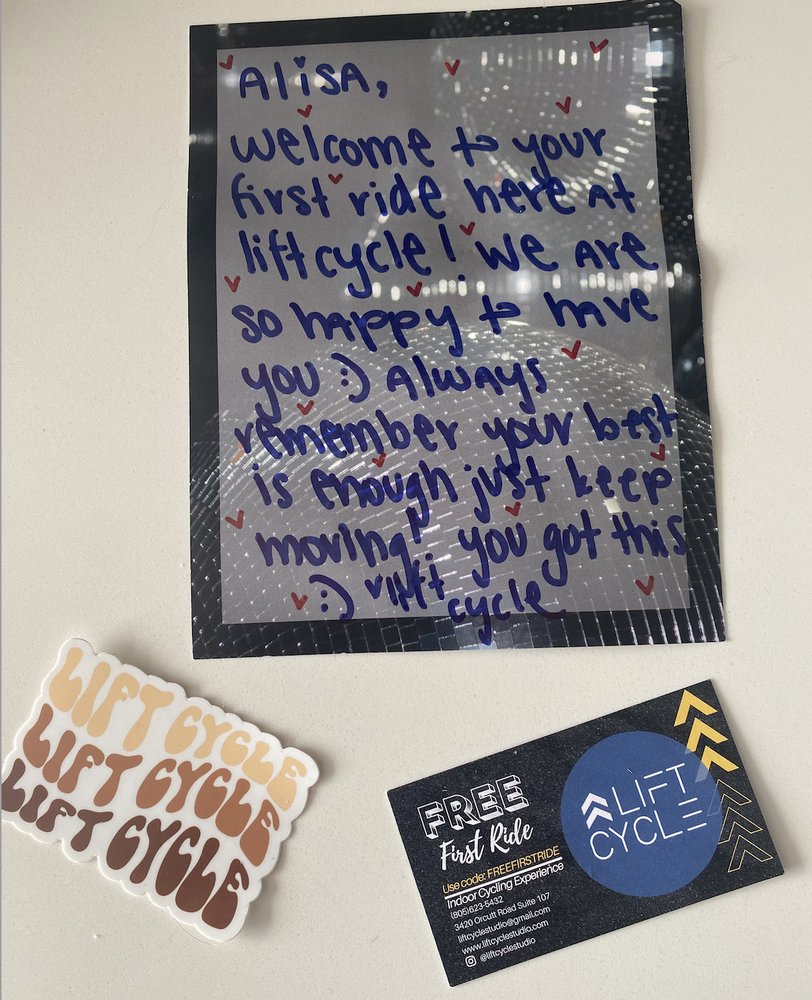 Alisa,
welcome to your
first ride here at
lift cycle! we are
so happy to have
you :) Always
remember your best
is enough just keep
moving! you got this
:) lift cycle
LIFT CYCLE
LIFT CYCLE
LIFT CYCLE
FREE
First Ride
Use code: FREEFIRSTRIDE
Indoor Cycling Experience
(805)623-5432
3420 Orcutt Road Suite 107
liftcyclestudio@gmail.com
www.liftcyclestudio.com
@liftcyclestudio
LIFT
CYCLE